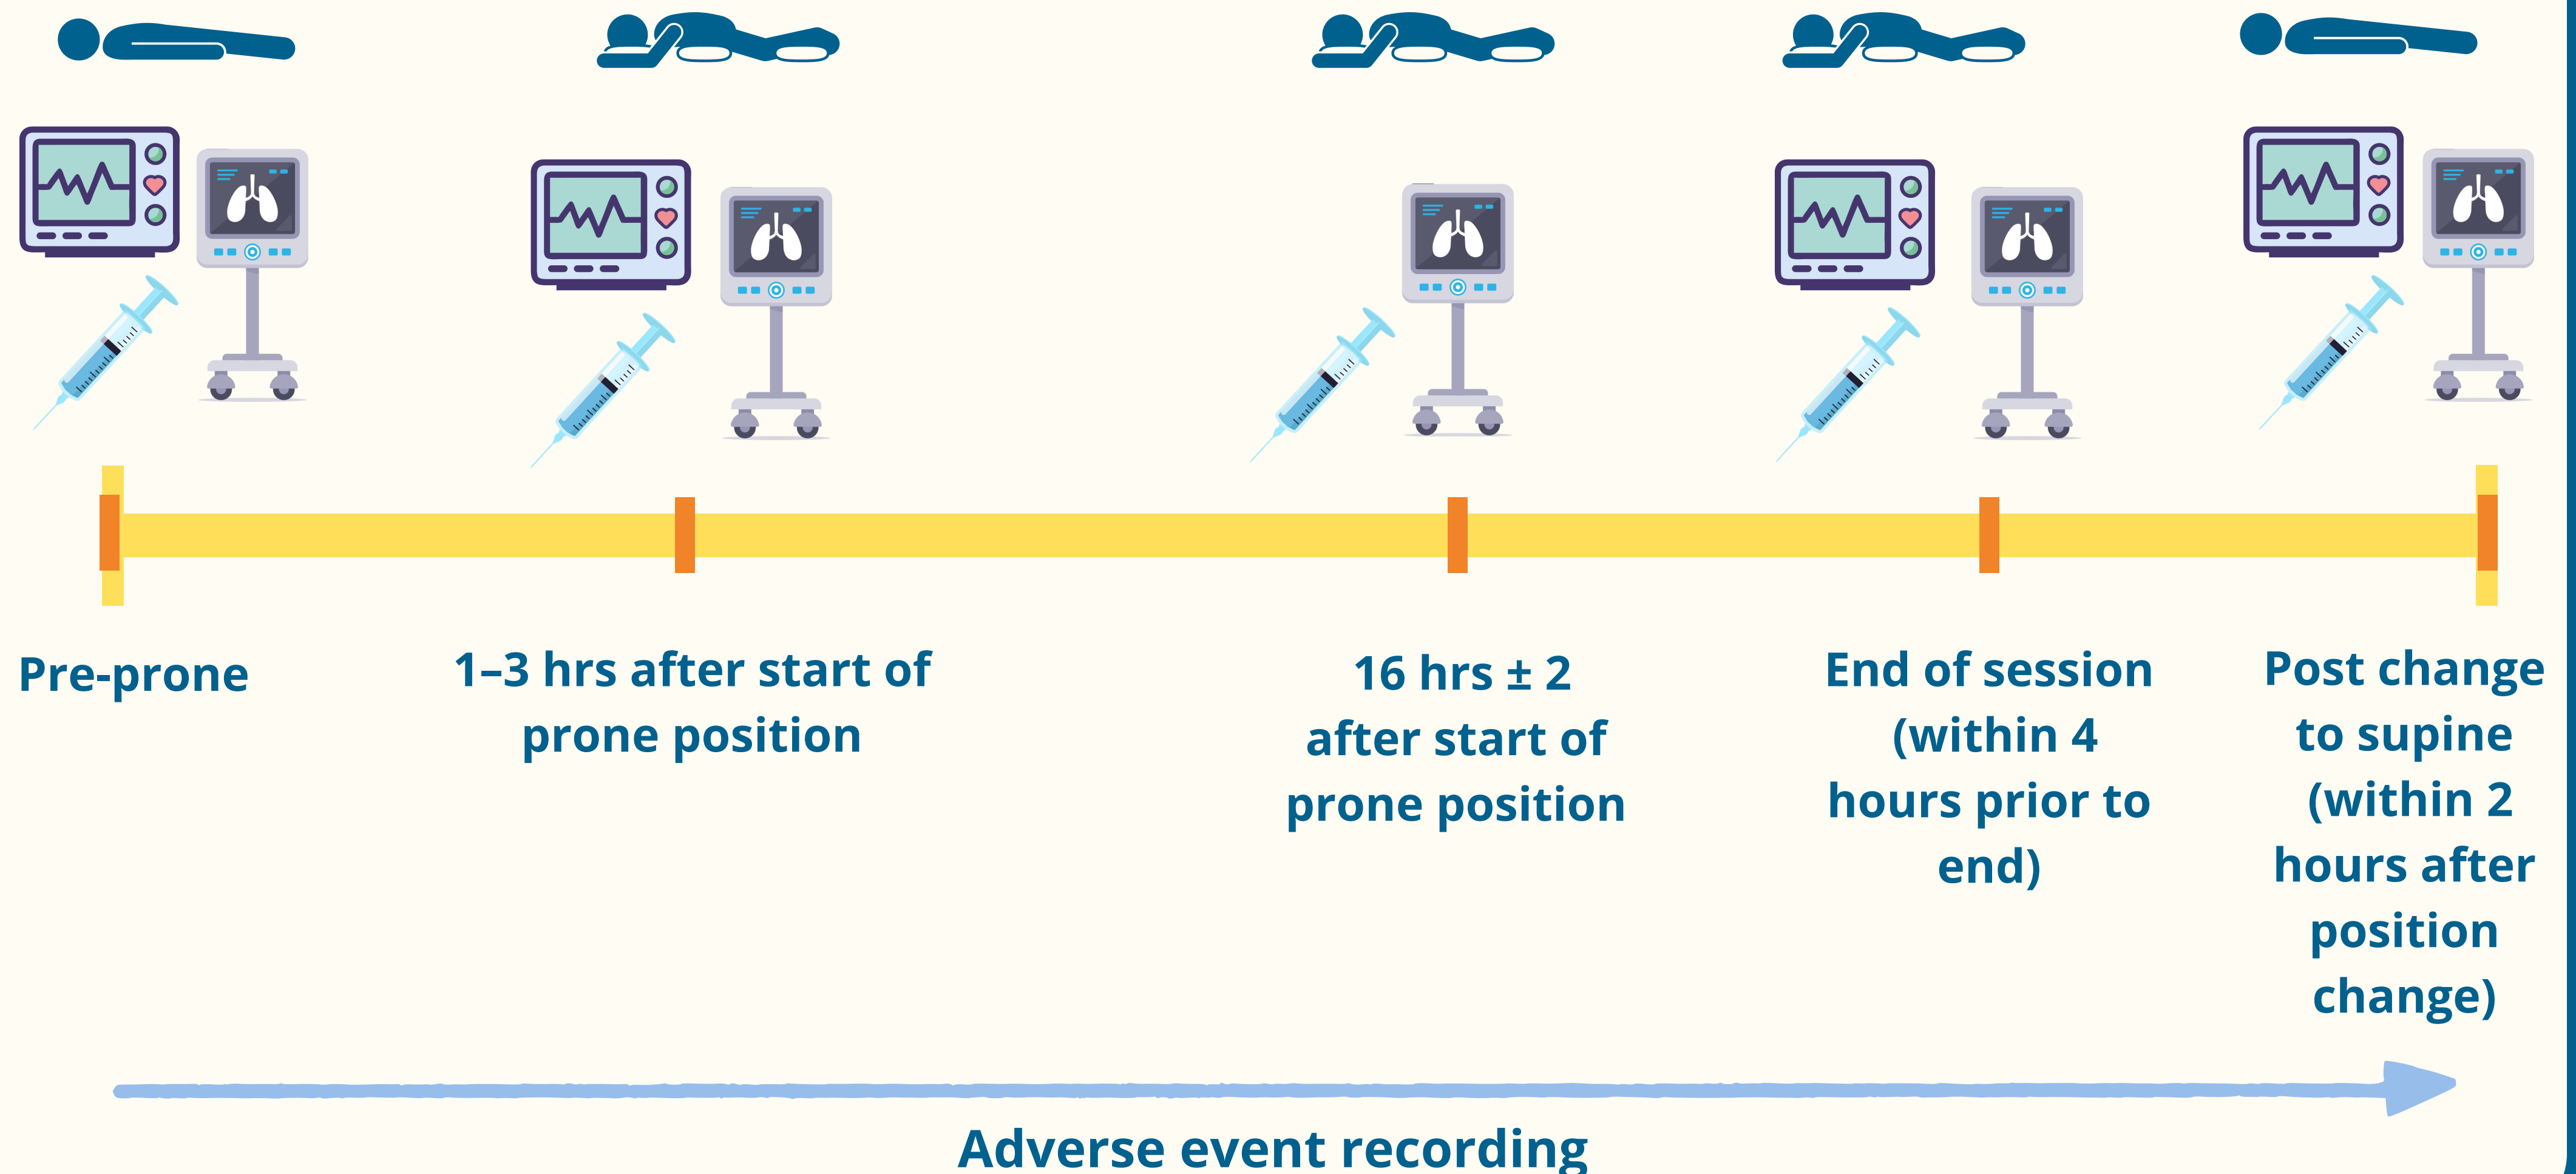 Pre-prone
1–3 hrs after start of
prone position
16 hrs ± 2
after start of
prone position
End of session
(within 4
hours prior to
end)
Post change
to supine
(within 2
hours after
position
change)
Adverse event recording